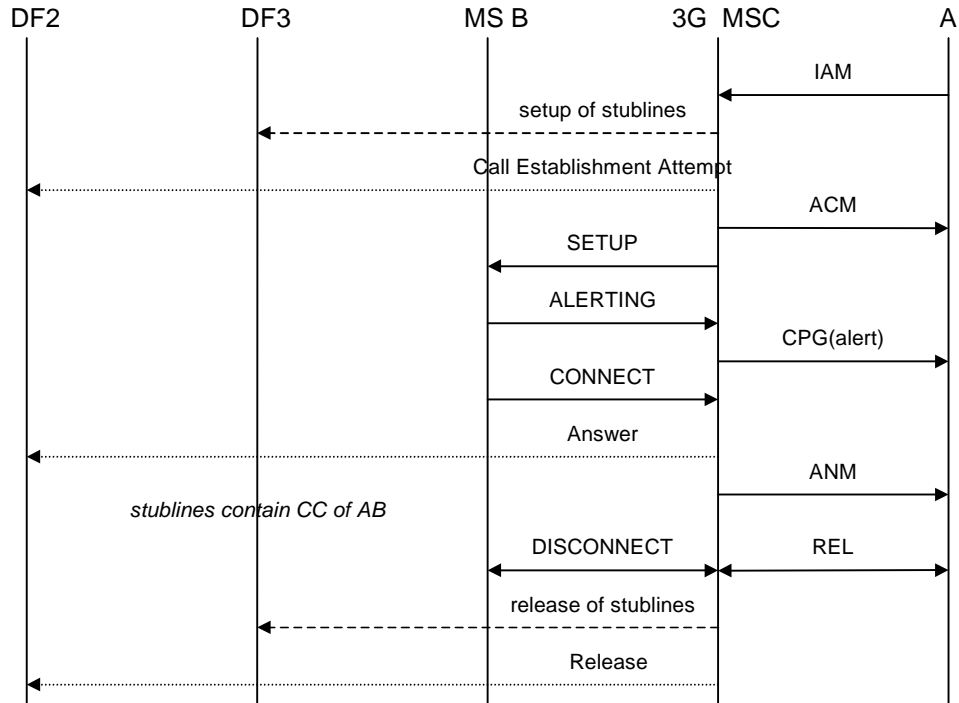 DF2 DF3 MS B 3G MSC A
IAM
setup of stublines
Call Establishment Attempt
ACM
SETUP
ALERTING
CPG(alert)
CONNECT
Answer
ANM
stublines contain CC of AB
DISCONNECT REL
release of stublines
Release